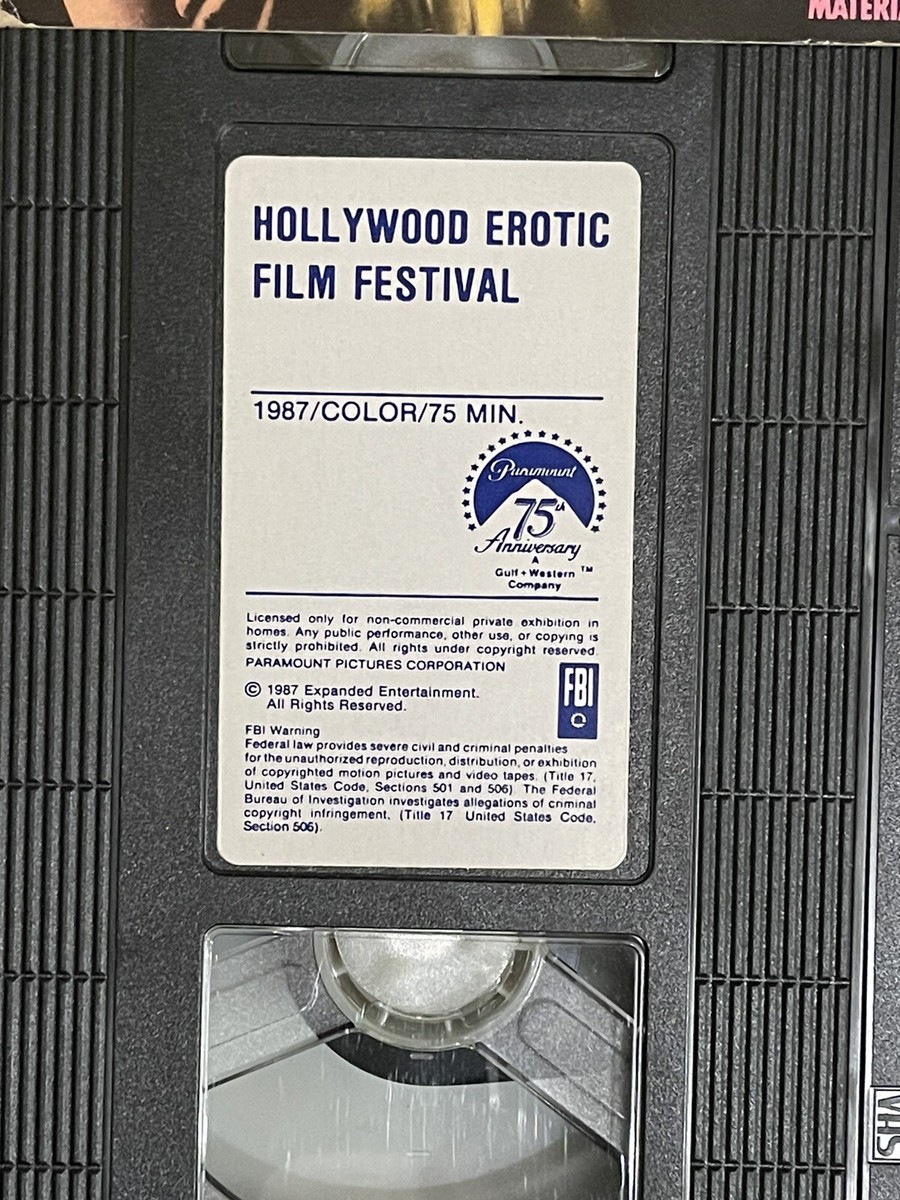 MATERI
HOLLYWOOD EROTIC
FILM FESTIVAL
1987/COLOR/75 MIN.
Paramount
75th
Anniversary
A
Gulf + Western ™
Company
Licensed only for non-commercial private exhibition in
homes. Any public performance, other use, or copying is
strictly prohibited. All rights under copyright reserved.
PARAMOUNT PICTURES CORPORATION
© 1987 Expanded Entertainment.
All Rights Reserved.
FBI
FBI Warning
Federal law provides severe civil and criminal penalties
for the unauthorized reproduction, distribution, or exhibition
of copyrighted motion pictures and video tapes. (Title 17,
United States Code, Sections 501 and 506). The Federal
Bureau of Investigation investigates allegations of criminal
copyright infringement, (Title 17 United States Code,
Section 506).
VHS